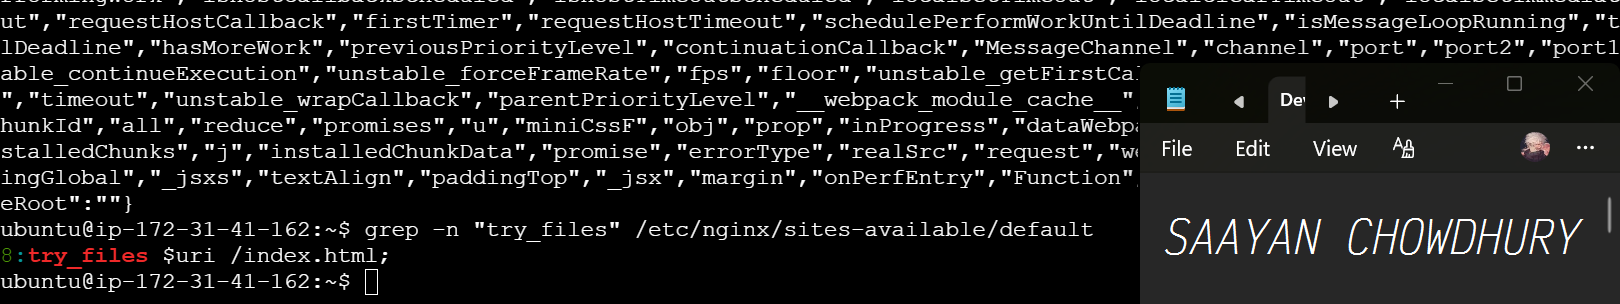 ut","requestHostCallback","firstTimer","requestHostTimeout","schedulePerformWorkUntilDeadline","isMessageLoopRunning","t
lDeadline","hasMoreWork","previousPriorityLevel","continuationCallback","MessageChannel","channel","port","port2","port1
able_continueExecution","unstable_forceFrameRate","fps","floor","unstable_getFirstCal
","timeout","unstable_wrapCallback","parentPriorityLevel","__webpack_module_cache__",
hunkId","all","reduce","promises","u","miniCssF","obj","prop","inProgress","dataWebpa
stalledChunks","j","installedChunkData","promise","errorType","realSrc","request","we
ingGlobal","_jsxs","textAlign","paddingTop","_jsx","margin","onPerfEntry","Function",
eRoot":""}
ubuntu@ip-172-31-41-162:~$ grep -n "try_files" /etc/nginx/sites-available/default
8:try_files $uri /index.html;
ubuntu@ip-172-31-41-162:~$
Dev
File Edit View
SAAYAN CHOWDHURY